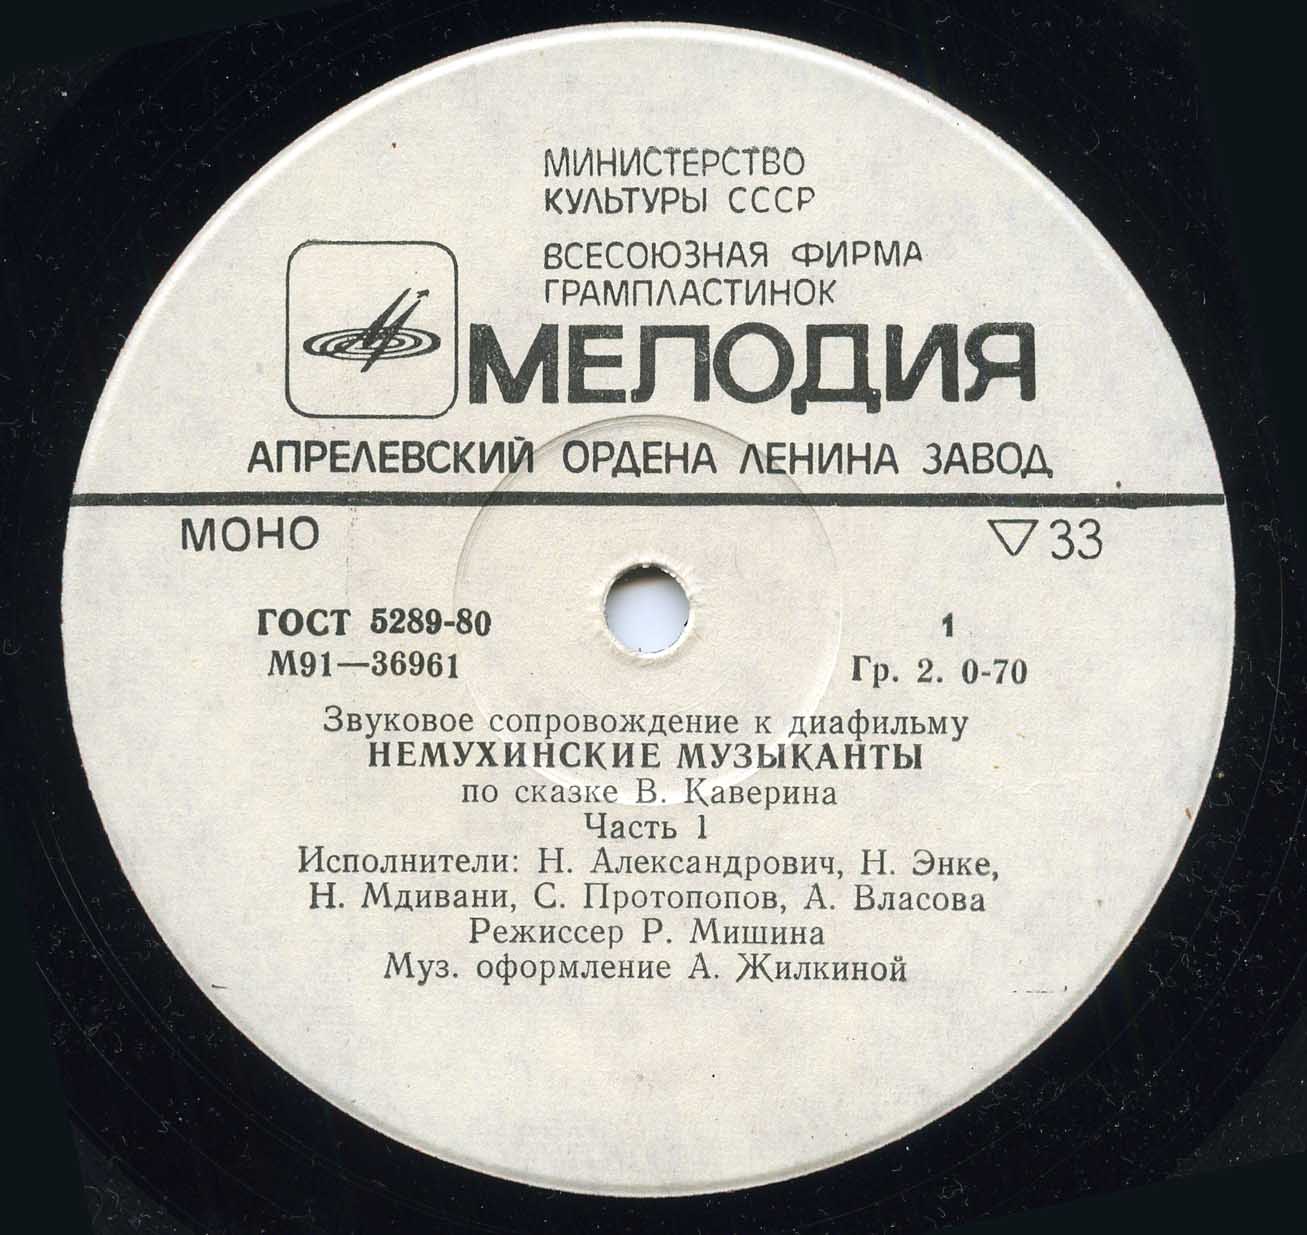 МИНИСТЕРСТВО
КУЛЬТУРЫ СССР
ВСЕСОЮЗНАЯ ФИРМА
ГРАМПЛАСТИНОК
МЕЛОДИЯ
АПРЕЛЕВСКИЙ ОРДЕНА ЛЕНИНА ЗАВОД
МОНО
▽ 33
ГОСТ 5289-80
М91—36961
1
Гр. 2. 0-70
Звуковое сопровождение к диафильму
НЕМУХИНСКИЕ МУЗЫКАНТЫ
по сказке В. Каверина
Часть 1
Исполнители: Н. Александрович, Н. Энке,
Н. Мдивани, С. Протопопов, А. Власова
Режиссер Р. Мишина
Муз. оформление А. Жилкиной